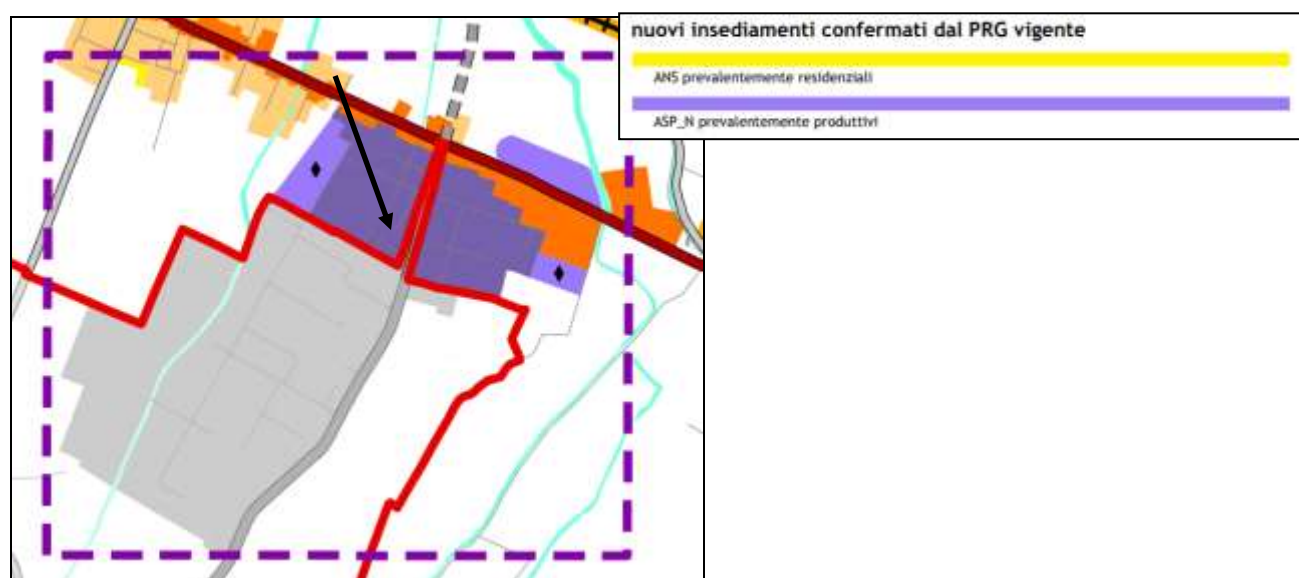 nuovi insediamenti confermati dal PRG vigente
ANS prevalentemente residenziali
ASP_N prevalentemente produttivi